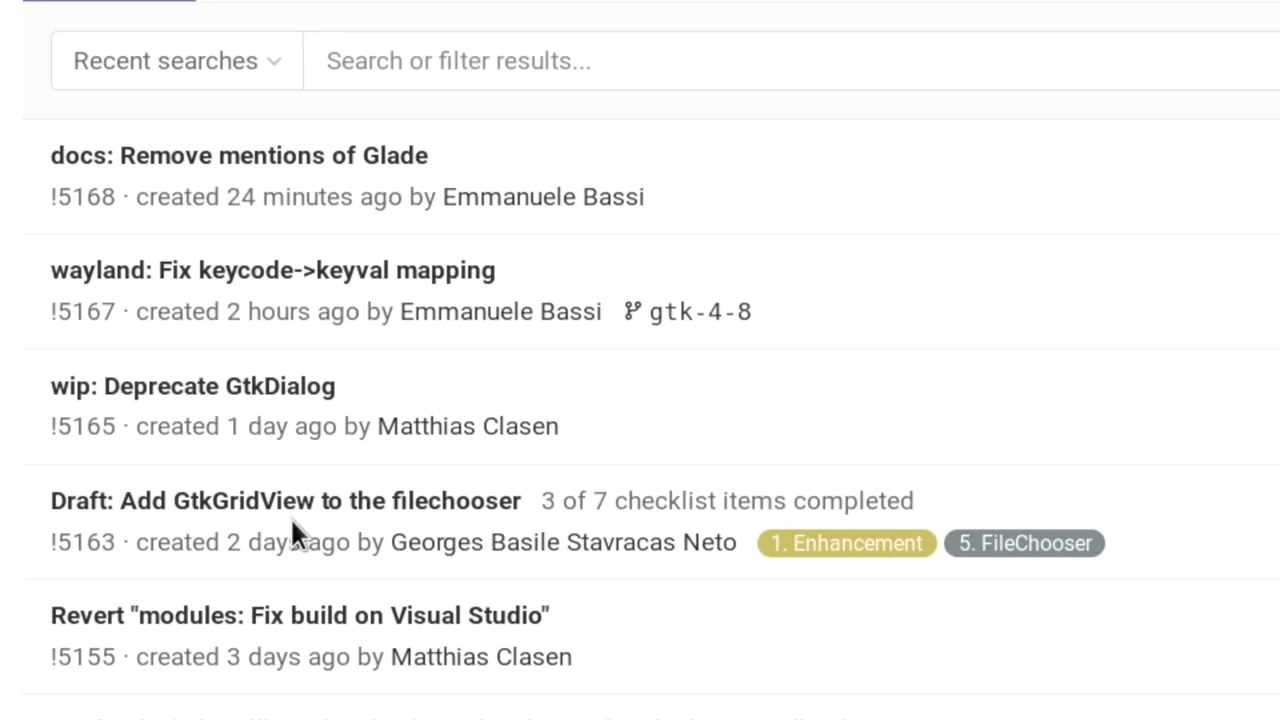 Recent searches Search or filter results...
docs: Remove mentions of Glade
!5168 · created 24 minutes ago by Emmanuele Bassi
wayland: Fix keycode->keyval mapping
!5167 · created 2 hours ago by Emmanuele Bassi gtk-4-8
wip: Deprecate GtkDialog
!5165 · created 1 day ago by Matthias Clasen
Draft: Add GtkGridView to the filechooser 3 of 7 checklist items completed
!5163 · created 2 days ago by Georges Basile Stavracas Neto 1. Enhancement 5. FileChooser
Revert "modules: Fix build on Visual Studio"
!5155 · created 3 days ago by Matthias Clasen